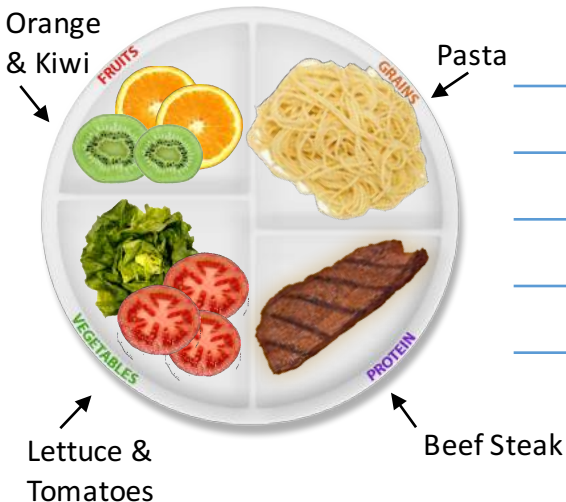 Orange
& Kiwi
FRUITS
GRAINS
Pasta
VEGETABLES
PROTEIN
Lettuce &
Tomatoes
Beef Steak